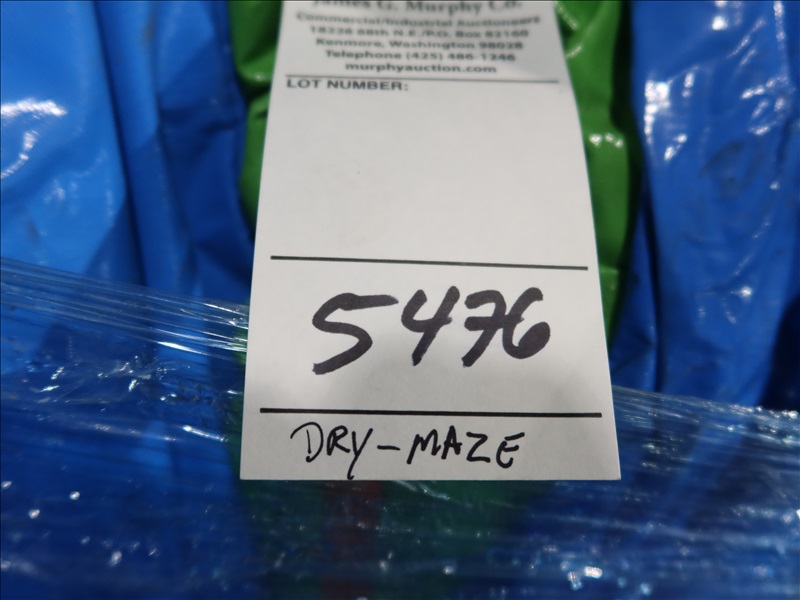 James G. Murphy Co.
Commercial/Industrial Auctioneers
18226 68th N.E./P.O. Box 82160
Kenmore, Washington 98028
Telephone (425) 486-1246
murphyauction.com
LOT NUMBER:
5476
DRY-MAZE